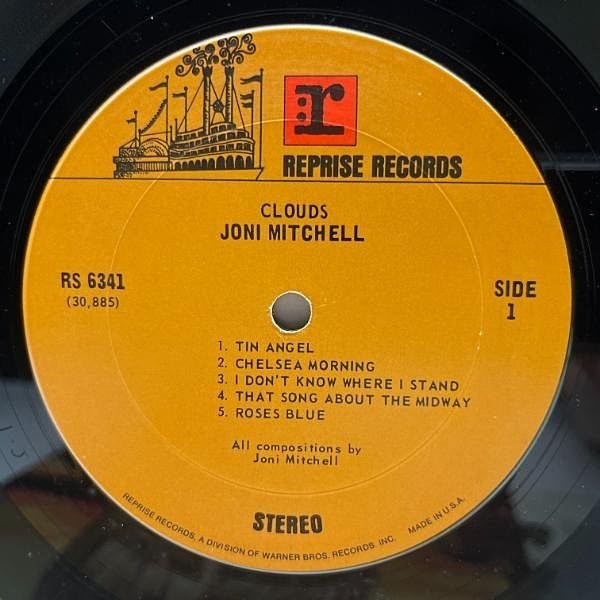 r:
REPRISE RECORDS
CLOUDS
JONI MITCHELL
RS 6341
(30,885)
SIDE
1
1. TIN ANGEL
2. CHELSEA MORNING
3. I DON'T KNOW WHERE I STAND
4. THAT SONG ABOUT THE MIDWAY
5. ROSES BLUE
All compositions by
Joni Mitchell
STEREO
REPRISE RECORDS, A DIVISION OF WARNER BROS. RECORDS INC. MADE IN U.S.A.